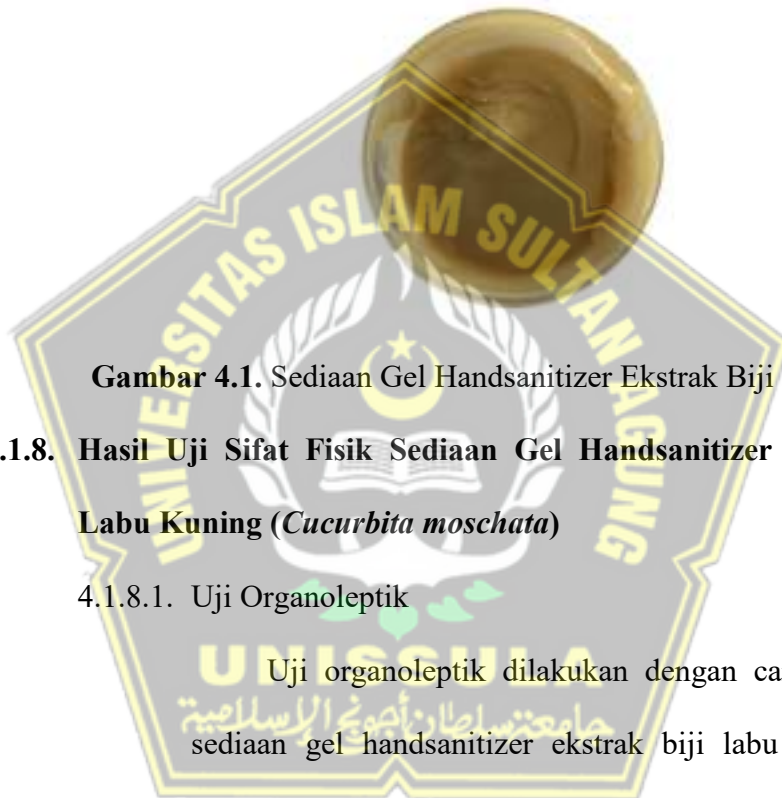 UNIVERSITAS ISLAM SULTAN AGUNG
Gambar 4.1. Sediaan Gel Handsanitizer Ekstrak Biji
.1.8. Hasil Uji Sifat Fisik Sediaan Gel Handsanitizer
Labu Kuning (Cucurbita moschata)
4.1.8.1. Uji Organoleptik
Uji organoleptik dilakukan dengan ca
UNISSULA
جامعتسلطان أجونج الإسلامية
sediaan gel handsanitizer ekstrak biji labu